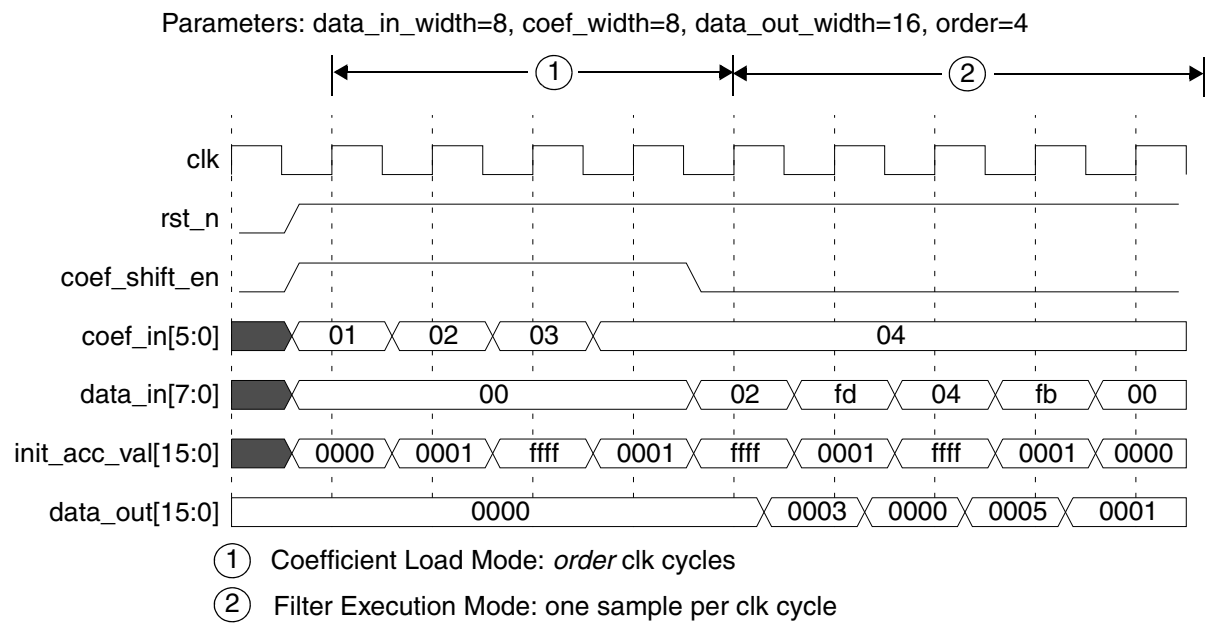 Parameters: data_in_width=8, coef_width=8, data_out_width=16, order=4
1 2
clk
rst_n
coef_shift_en
coef_in[5:0] 01 02 03 04
data_in[7:0] 00 02 fd 04 fb 00
init_acc_val[15:0] 0000 0001 ffff 0001 ffff 0001 ffff 0001 0000
data_out[15:0] 0000 0003 0000 0005 0001
1 Coefficient Load Mode: order clk cycles
2 Filter Execution Mode: one sample per clk cycle